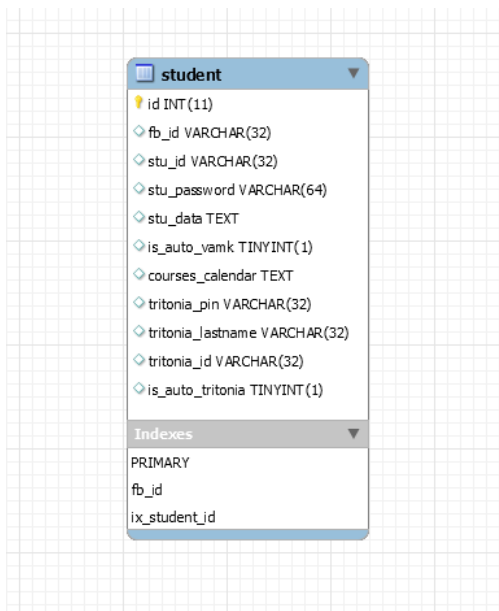 student
id INT(11)
fb_id VARCHAR(32)
stu_id VARCHAR(32)
stu_password VARCHAR(64)
stu_data TEXT
is_auto_vamk TINYINT(1)
courses_calendar TEXT
tritonia_pin VARCHAR(32)
tritonia_lastname VARCHAR(32)
tritonia_id VARCHAR(32)
is_auto_tritonia TINYINT(1)
Indexes
PRIMARY
fb_id
ix_student_id